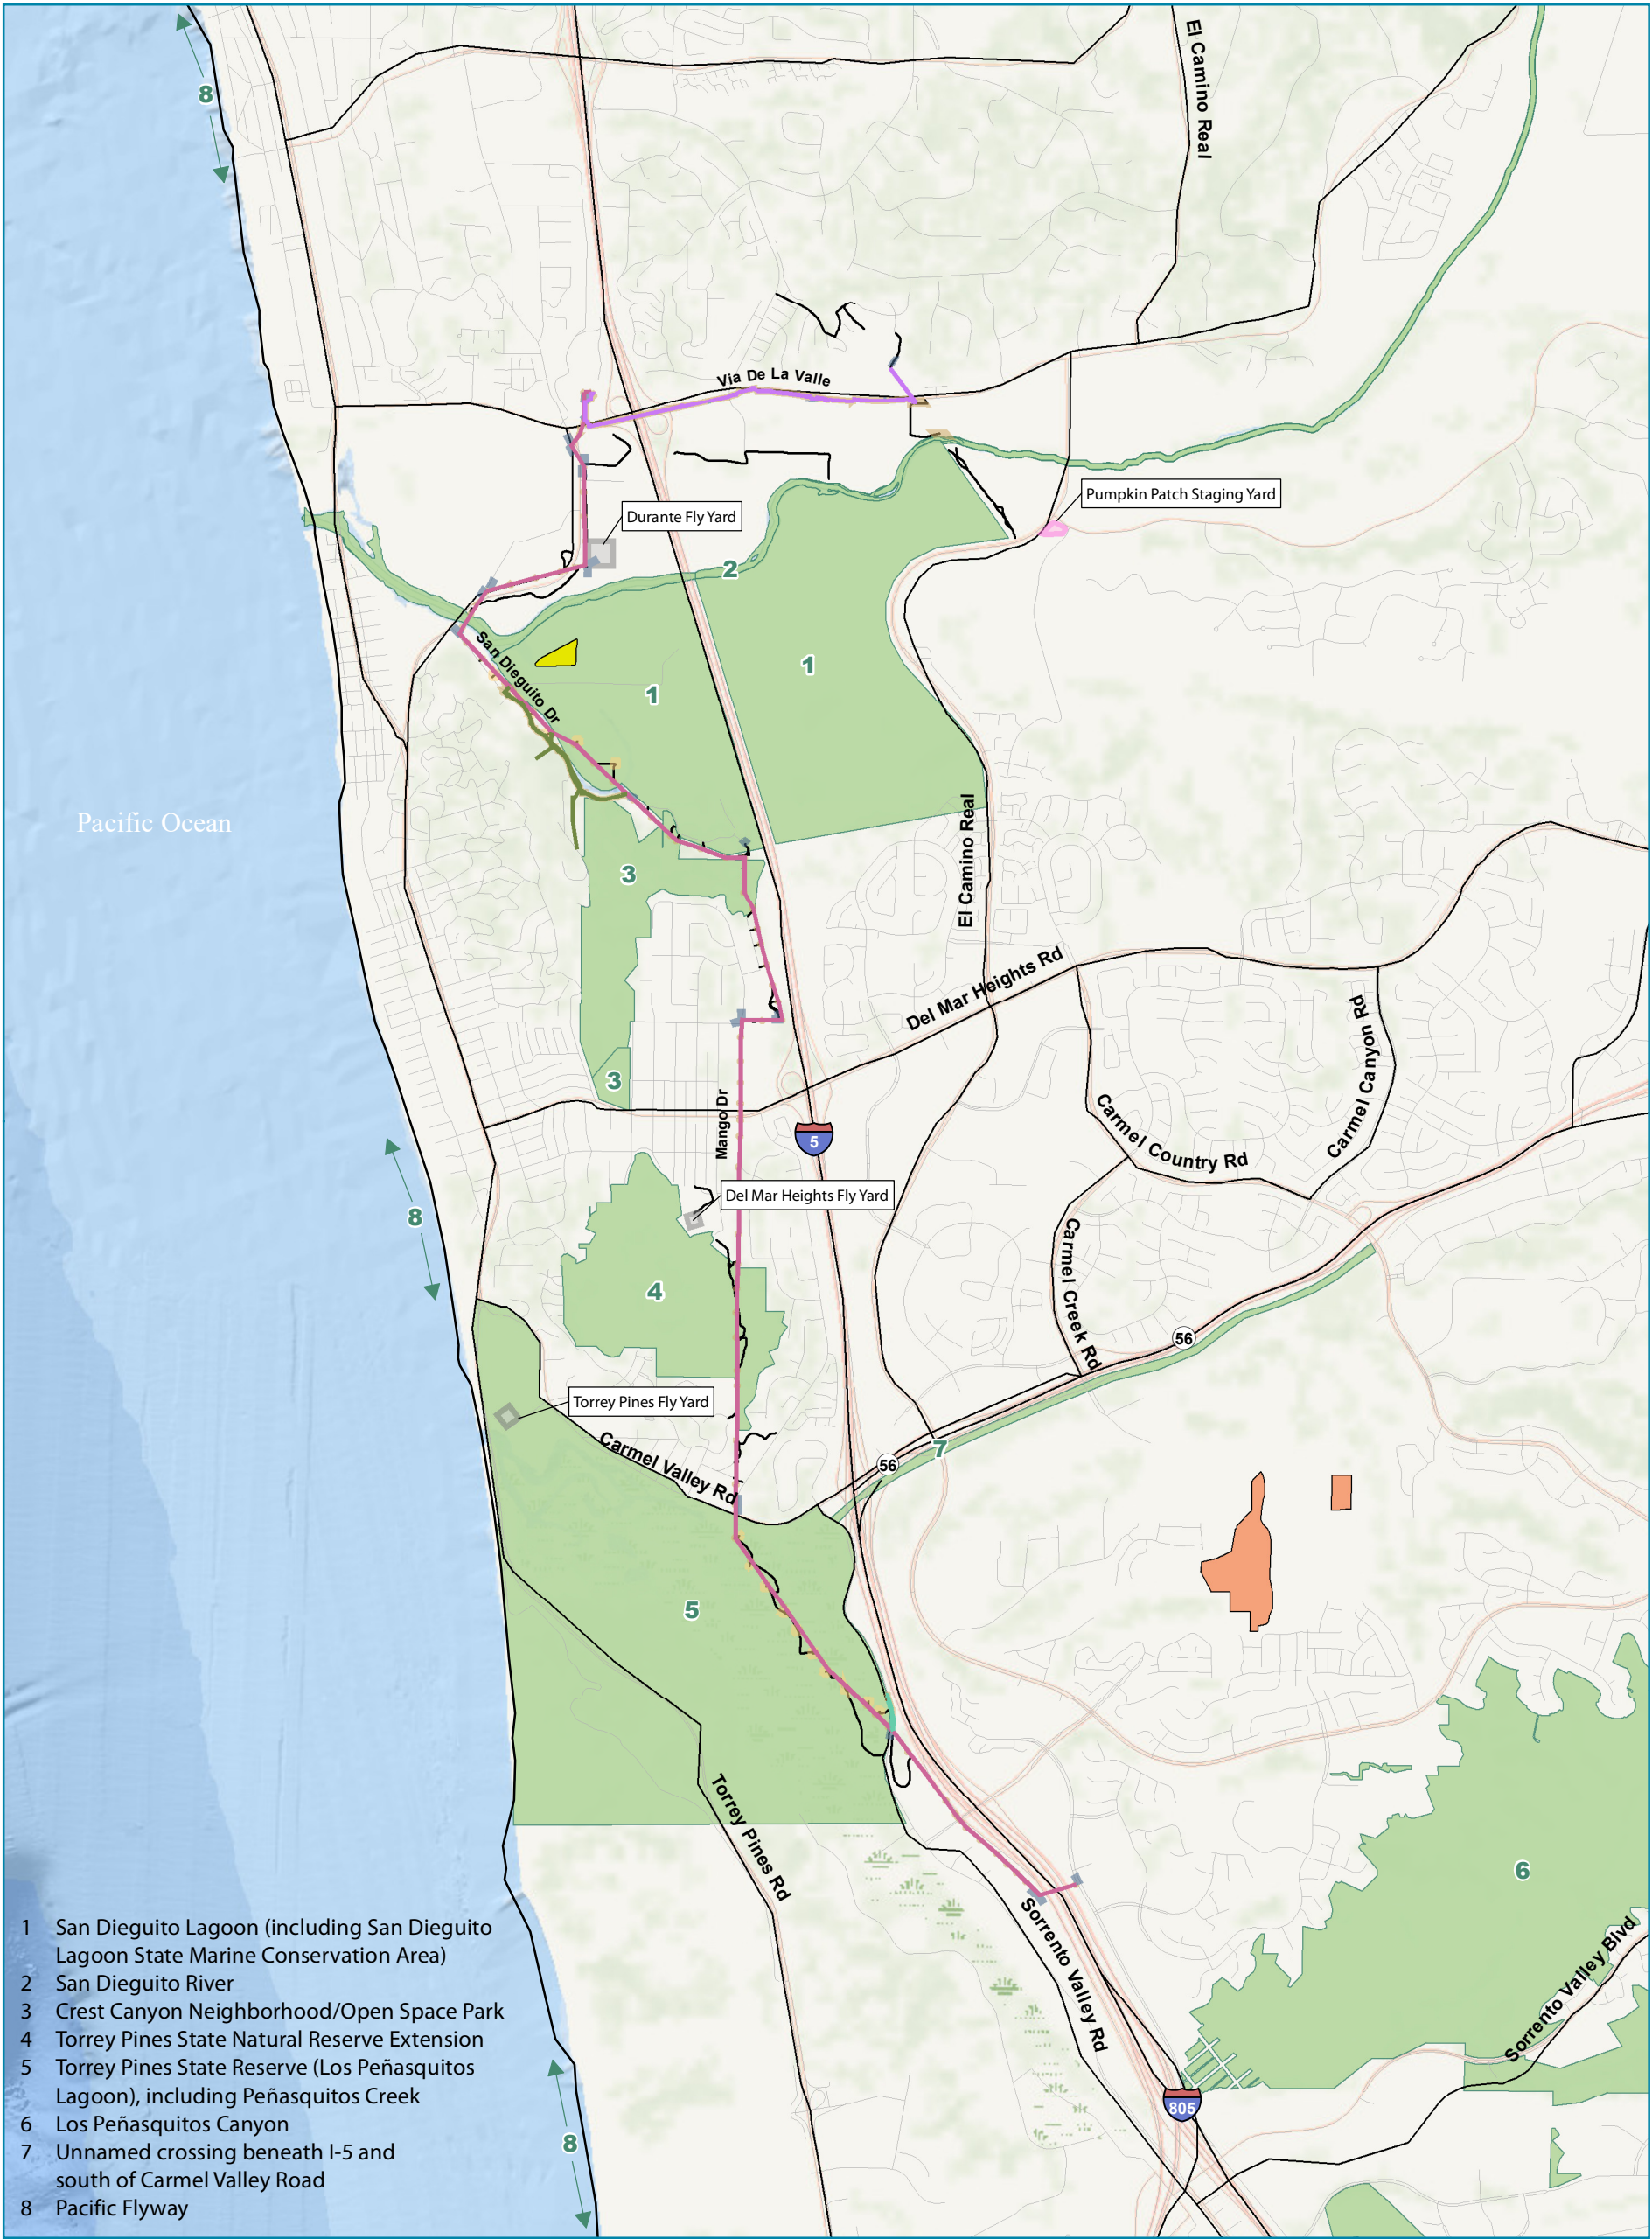 8
El Camino Real
Via De La Valle
Pumpkin Patch Staging Yard
Durante Fly Yard
2
San Dieguito Dr
1
1
Pacific Ocean
El Camino Real
3
Del Mar Heights Rd
Carmel Canyon Rd
3
Mango Dr
5
Carmel Country Rd
Del Mar Heights Fly Yard
8
Carmel Creek Rd
4
56
Torrey Pines Fly Yard
Carmel Valley Rd
7
56
5
Torrey Pines Rd
6
Sorrento Valley Rd
Sorrento Valley Blvd
805
8
1 San Dieguito Lagoon (including San Dieguito
Lagoon State Marine Conservation Area)
2 San Dieguito River
3 Crest Canyon Neighborhood/Open Space Park
4 Torrey Pines State Natural Reserve Extension
5 Torrey Pines State Reserve (Los Peñasquitos
Lagoon), including Peñasquitos Creek
6 Los Peñasquitos Canyon
7 Unnamed crossing beneath I-5 and
south of Carmel Valley Road
8 Pacific Flyway